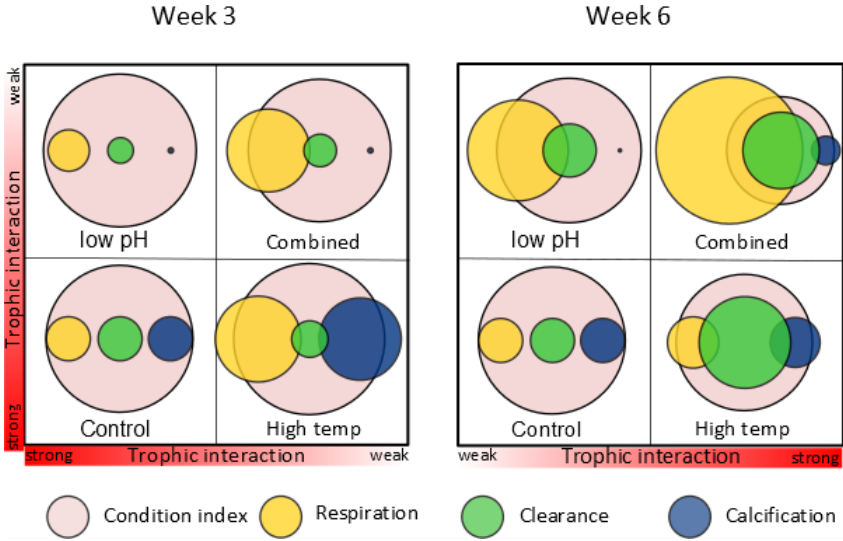 Week 3
Week 6
weak
Trophic interaction
strong
low pH
Combined
Control
High temp
strong
Trophic interaction
weak
low pH
Combined
Control
High temp
weak
Trophic interaction
strong
Condition index
Respiration
Clearance
Calcification